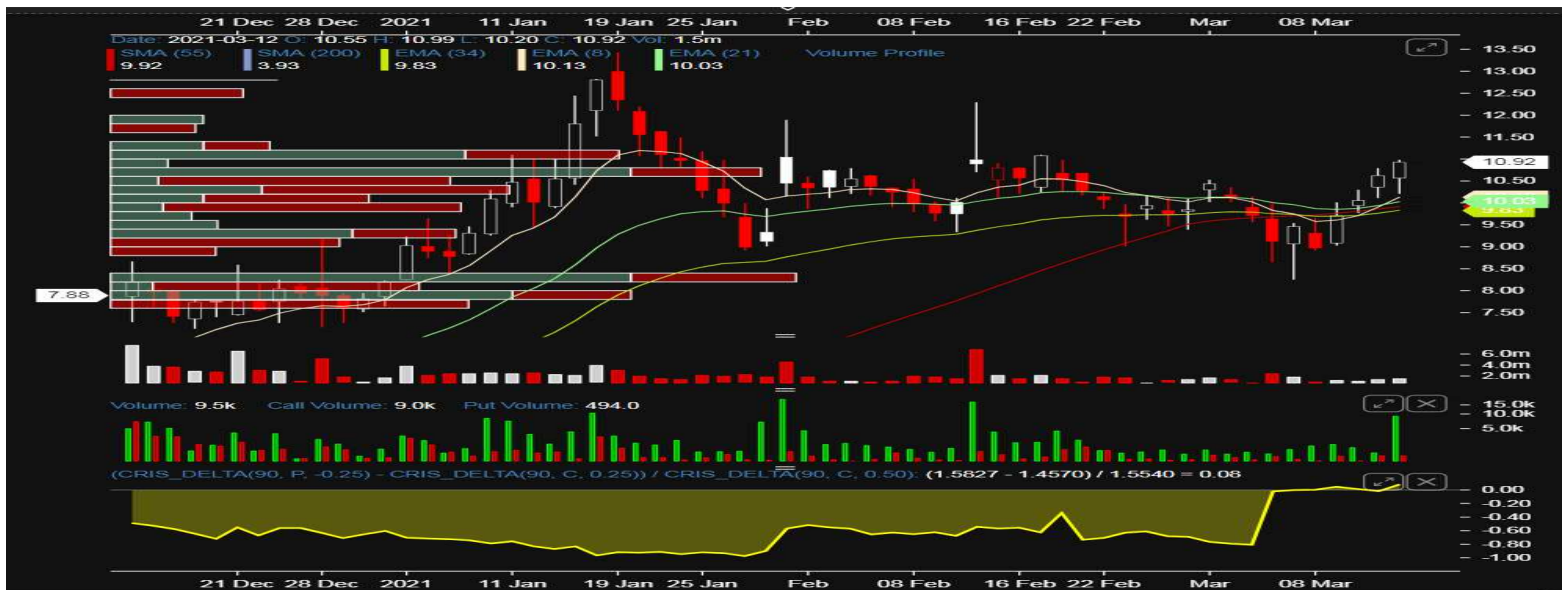 21 Dec 28 Dec 2021 11 Jan 19 Jan 25 Jan Feb 08 Feb 16 Feb 22 Feb Mar 08 Mar
Date: 2021-03-12 O: 10.55 H: 10.99 L: 10.20 C: 10.92 Vol: 1.5m
SMA (55) SMA (200) EMA (34) EMA (8) EMA (21) Volume Profile
9.92 3.93 9.83 10.13 10.03
13.50
13.00
12.50
12.00
11.50
10.92
10.50
10.03
9.83
9.50
9.00
8.50
7.88
8.00
7.50
6.0m
4.0m
2.0m
Volume: 9.5k Call Volume: 9.0k Put Volume: 494.0
15.0k
10.0k
5.0k
(CRIS_DELTA(90, P, -0.25) - CRIS_DELTA(90, C, 0.25)) / CRIS_DELTA(90, C, 0.50): (1.5827 - 1.4570) / 1.5540 = 0.08
0.00
-0.20
-0.40
-0.60
-0.80
-1.00
21 Dec 28 Dec 2021 11 Jan 19 Jan 25 Jan Feb 08 Feb 16 Feb 22 Feb Mar 08 Mar